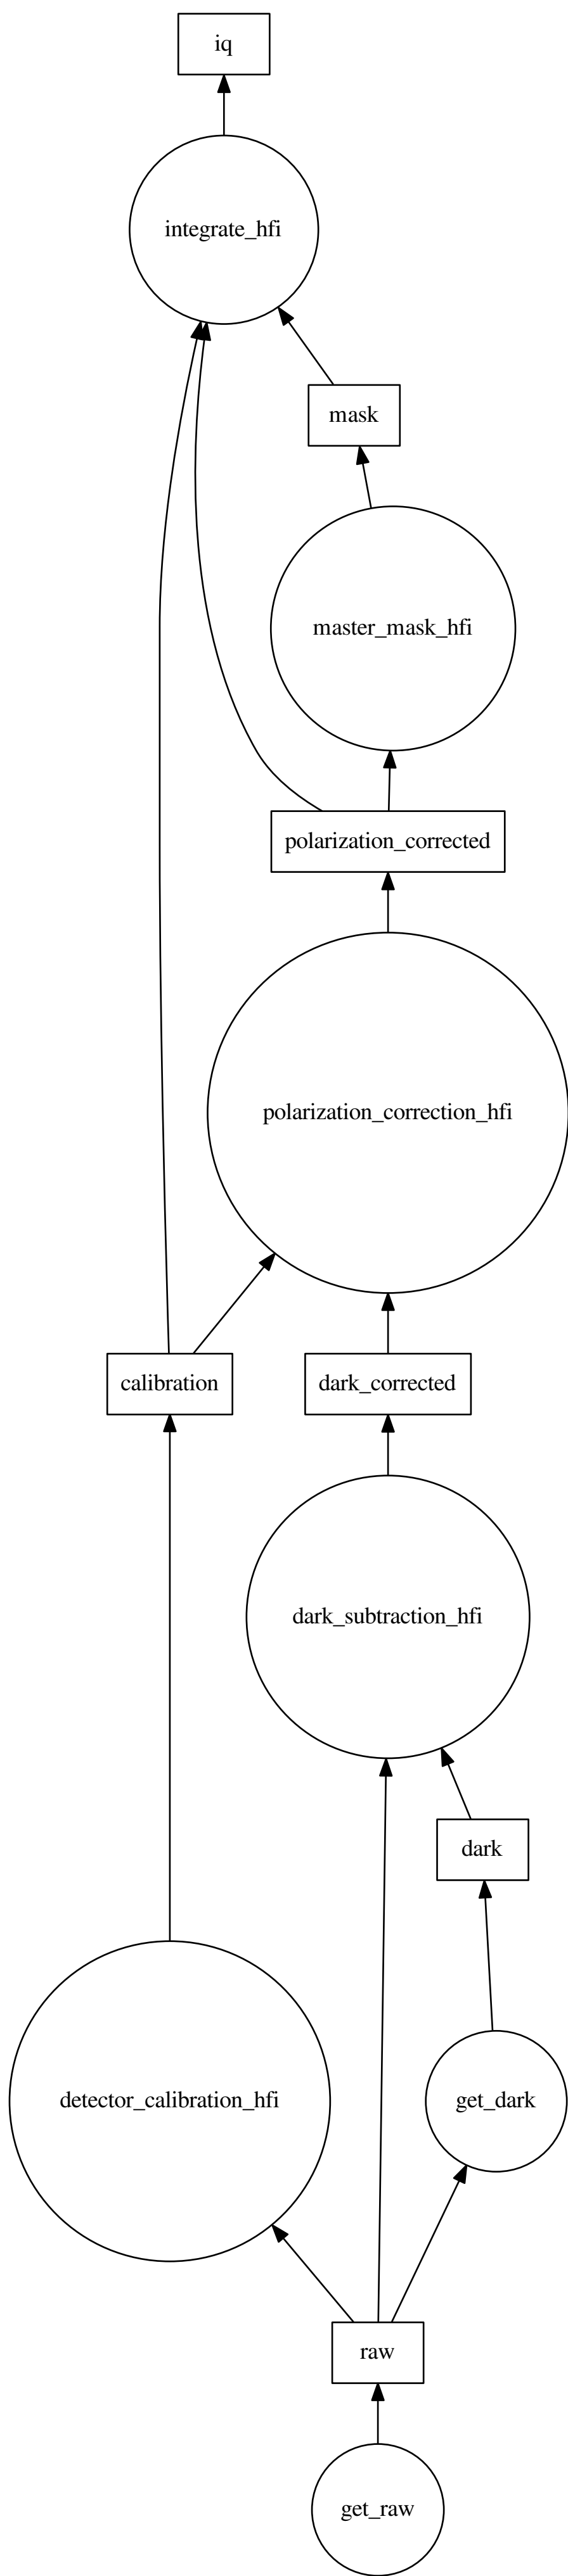 iq
integrate_hfi
mask
master_mask_hfi
polarization_corrected
polarization_correction_hfi
calibration
dark_corrected
dark_subtraction_hfi
dark
detector_calibration_hfi
get_dark
raw
get_raw